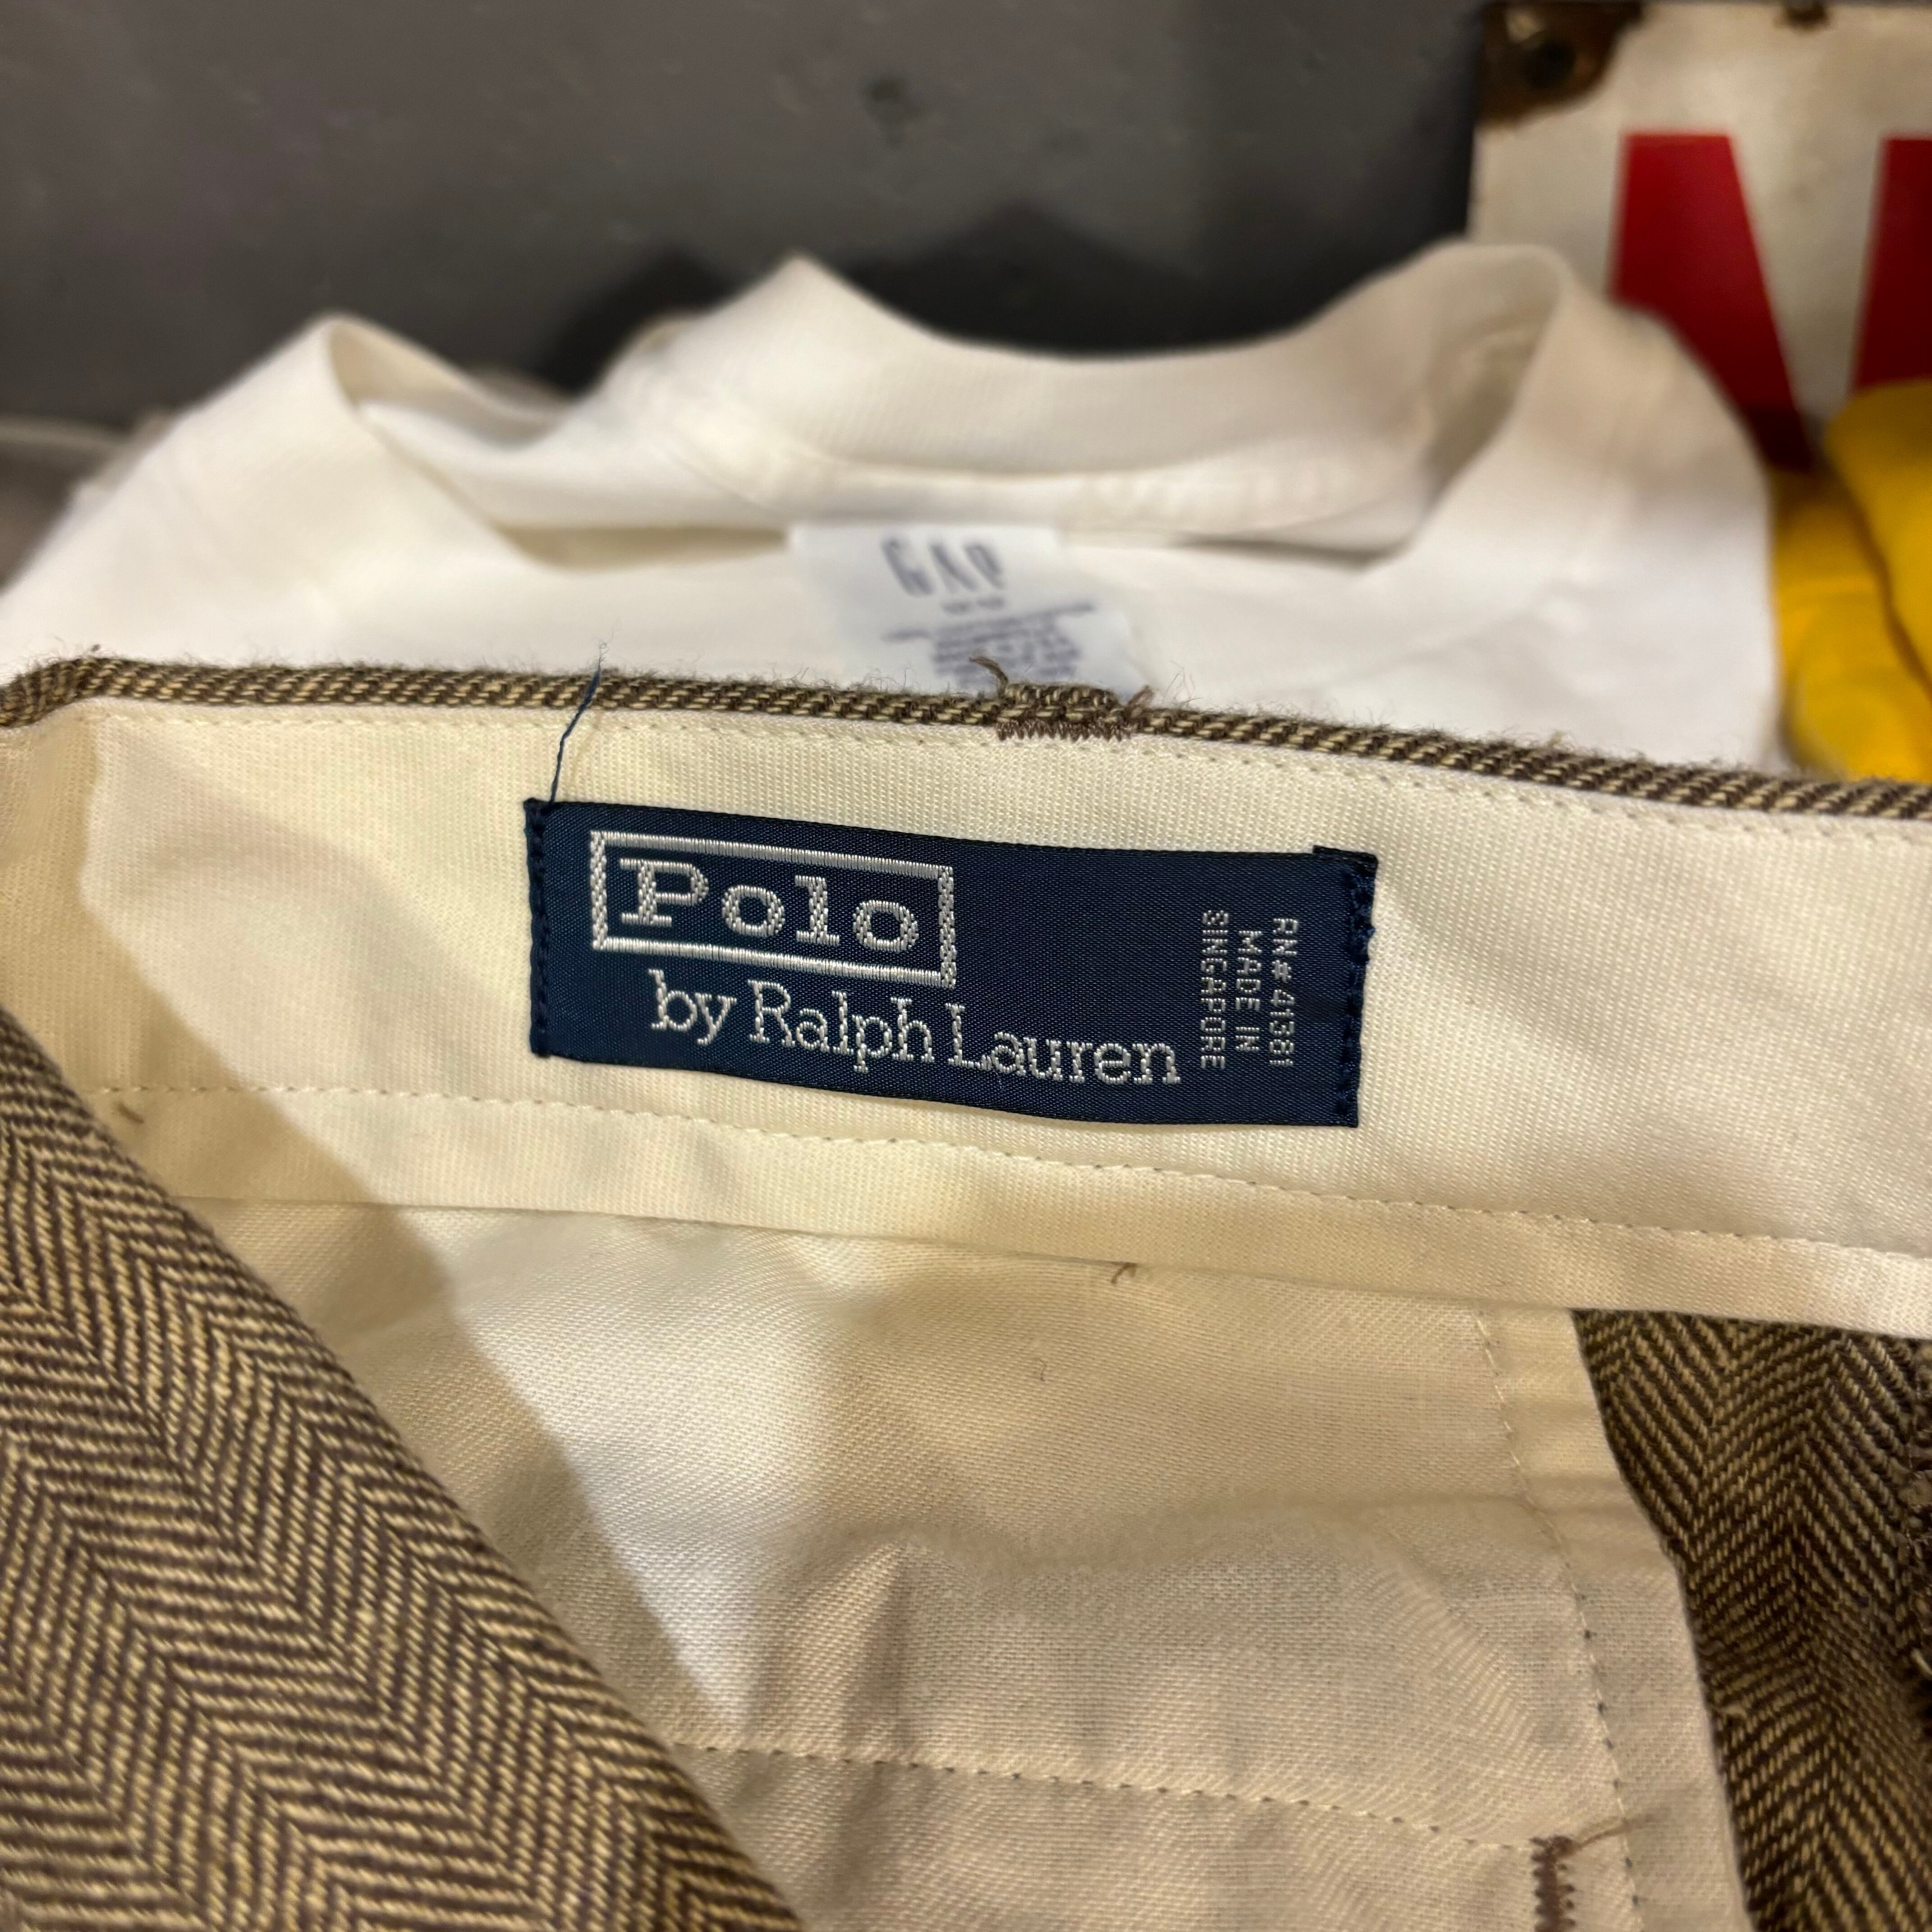 GAP
Polo
by Ralph Lauren
RN# 41381
MADE IN
SINGAPORE